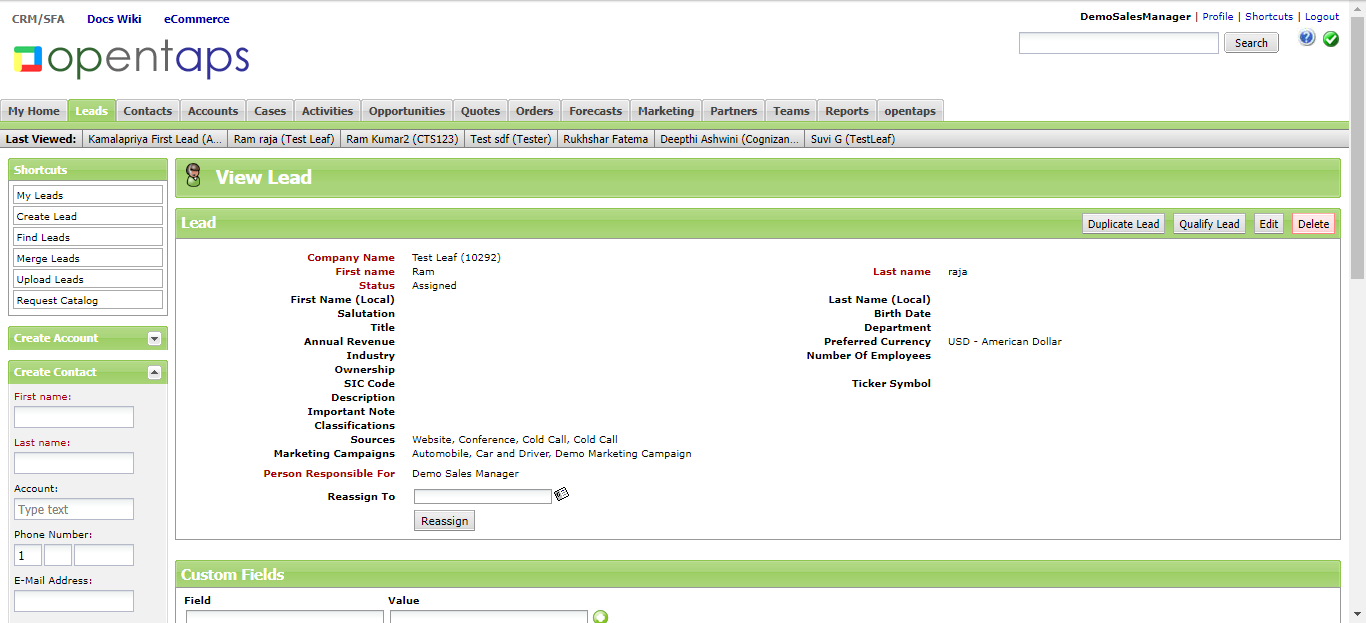 CRM/SFA Docs Wiki eCommerce
DemoSalesManager | Profile | Shortcuts | Logout
opentaps
Search
My Home Leads Contacts Accounts Cases Activities Opportunities Quotes Orders Forecasts Marketing Partners Teams Reports opentaps
Last Viewed: Kamalapriya First Lead (A... Ram raja (Test Leaf) Ram Kumar2 (CTS123) Test sdf (Tester) Rukhshar Fatema Deepthi Ashwini (Cognizan... Suvi G (TestLeaf)
Shortcuts
My Leads
Create Lead
Find Leads
Merge Leads
Upload Leads
Request Catalog
Create Account
Create Contact
First name:
Last name:
Account:
Type text
Phone Number:
1
E-Mail Address:
View Lead
Lead Duplicate Lead Qualify Lead Edit Delete
Company Name Test Leaf (10292)
First name Ram Last name raja
Status Assigned
First Name (Local) Last Name (Local)
Salutation Birth Date
Title Department
Annual Revenue Preferred Currency USD - American Dollar
Industry Number Of Employees
Ownership
SIC Code Ticker Symbol
Description
Important Note
Classifications
Sources Website, Conference, Cold Call, Cold Call
Marketing Campaigns Automobile, Car and Driver, Demo Marketing Campaign
Person Responsible For Demo Sales Manager
Reassign To
Reassign
Custom Fields
Field Value